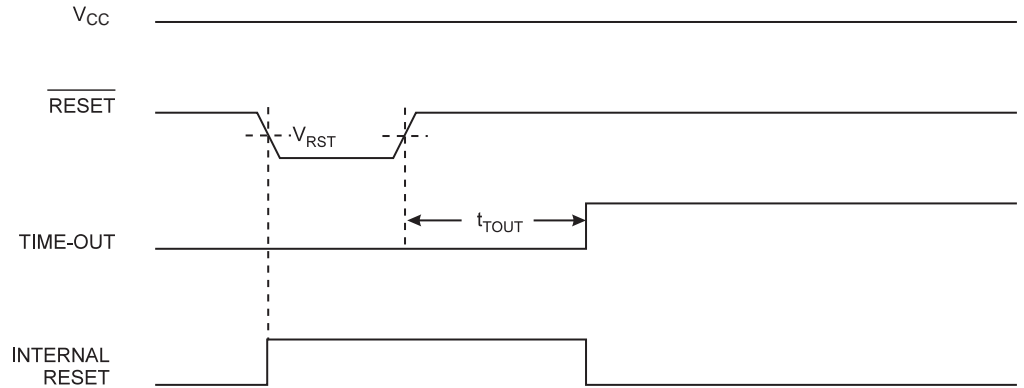 VCC
RESET
VRST
tTOUT
TIME-OUT
INTERNAL
RESET